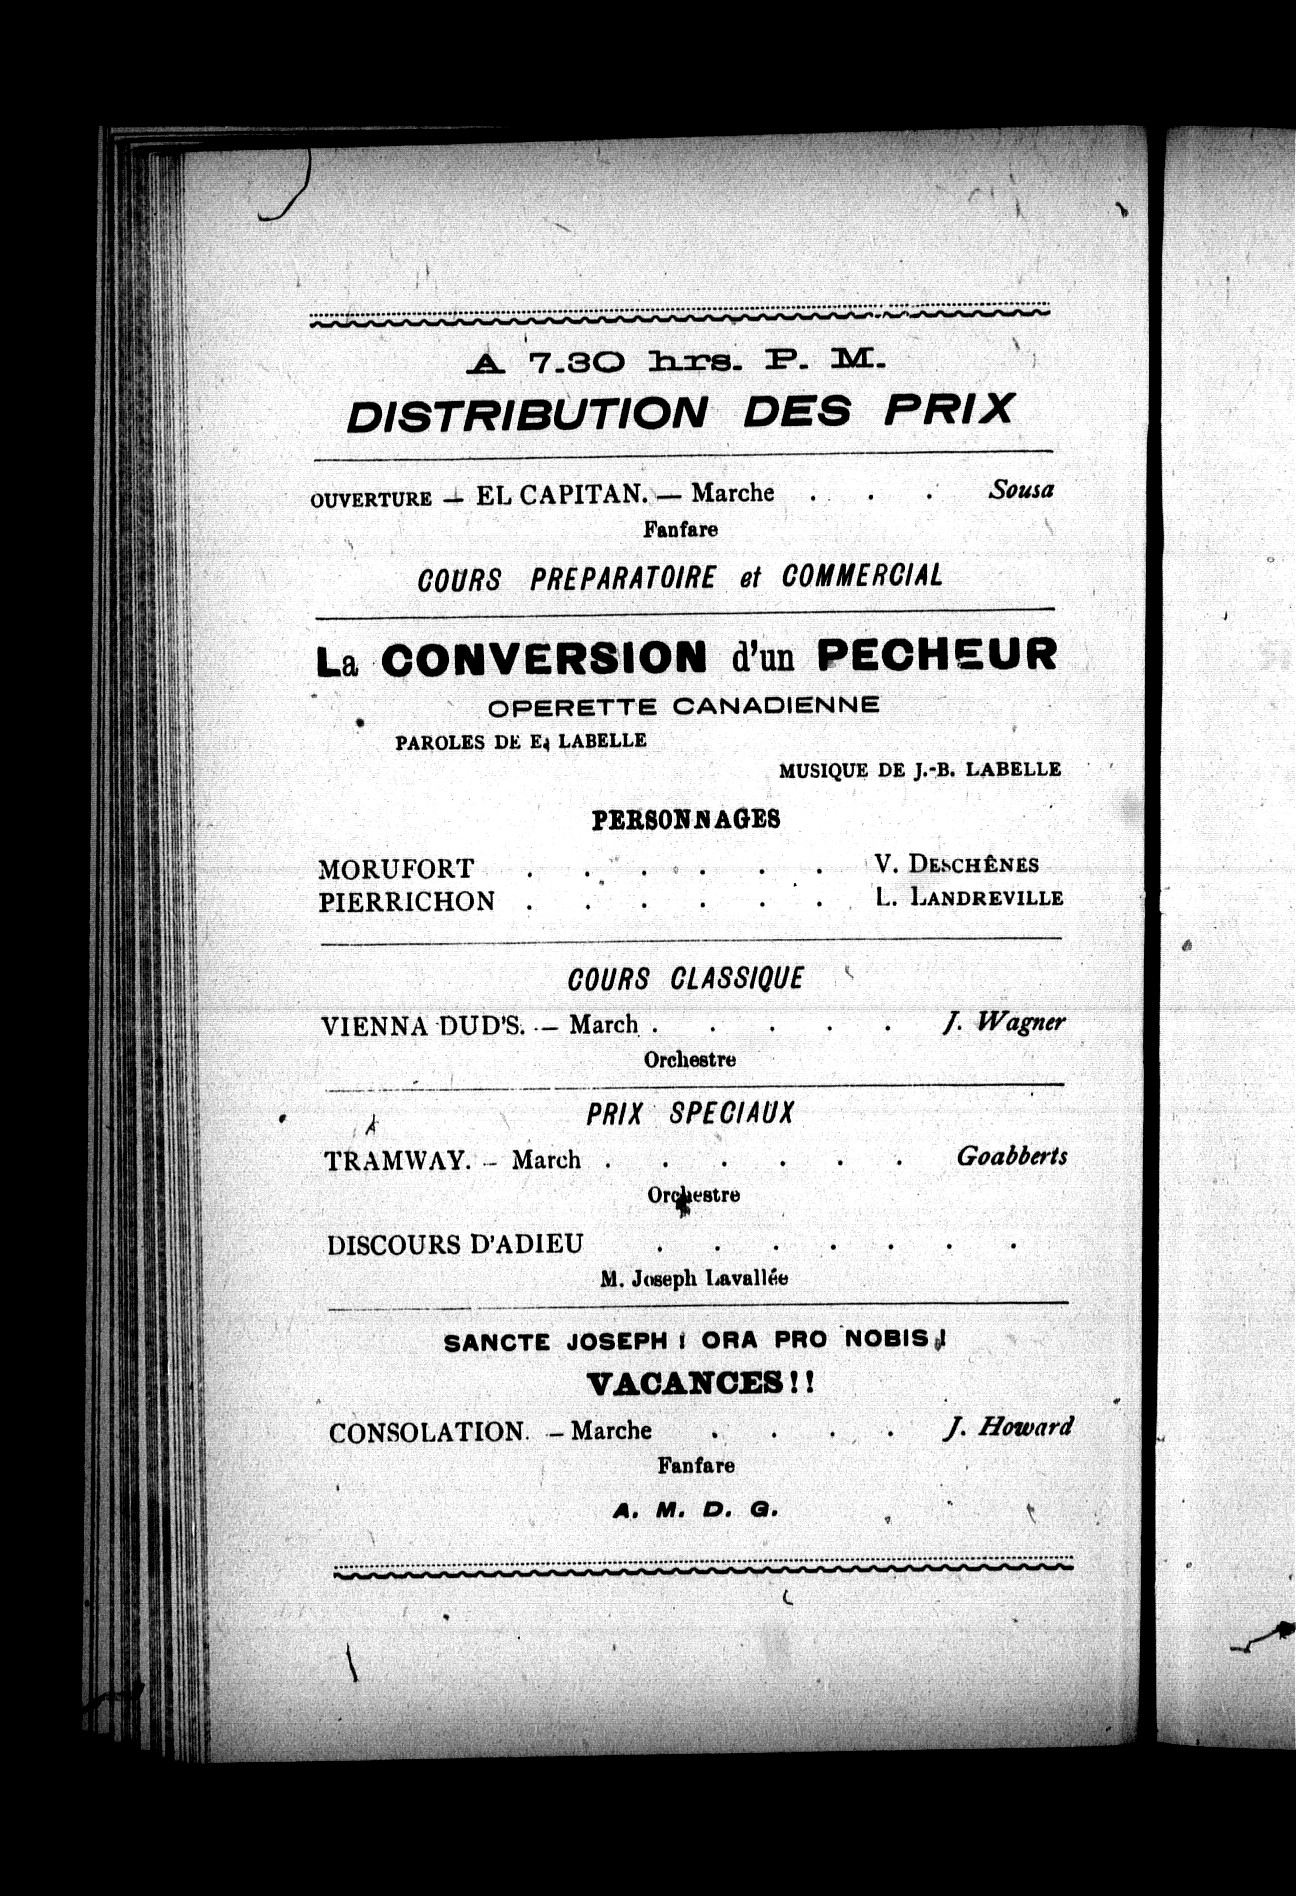 A 7.30 hrs. P. M.
DISTRIBUTION DES PRIX
OUVERTURE — EL CAPITAN. — Marche . . . Sousa
Fanfare
COURS PREPARATOIRE et COMMERCIAL
La CONVERSION d'un PECHEUR
OPERETTE CANADIENNE
PAROLES DE E. LABELLE
MUSIQUE DE J.-B. LABELLE
PERSONNAGES
MORUFORT . . . . . . V. DESCHÊNES
PIERRICHON . . . . . . L. LANDREVILLE
COURS CLASSIQUE
VIENNA DUD'S. — March . . . . . J. Wagner
Orchestre
PRIX SPECIAUX
TRAMWAY. — March . . . . . . Goabberts
Orchestre
DISCOURS D'ADIEU . . . . . . .
M. Joseph Lavallée
SANCTE JOSEPH ! ORA PRO NOBIS !
VACANCES!!
CONSOLATION. — Marche . . . . J. Howard
Fanfare
A. M. D. G.